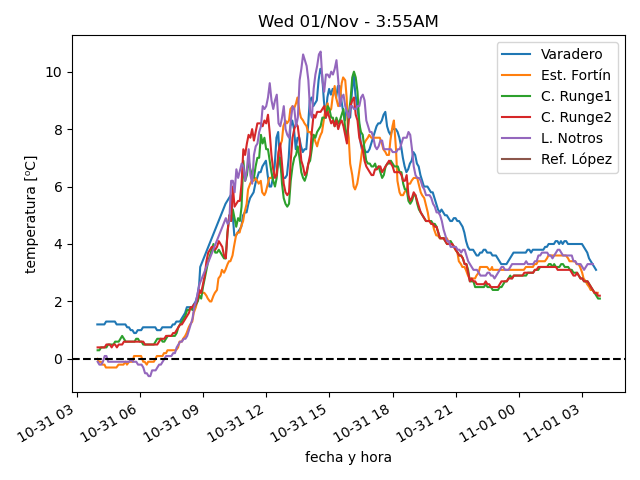 Wed 01/Nov - 3:55AM
Varadero
Est. Fortín
C. Runge1
C. Runge2
L. Notros
Ref. López
temperatura [ºC]
10
8
6
4
2
0
10-31 03
10-31 06
10-31 09
10-31 12
10-31 15
10-31 18
10-31 21
11-01 00
11-01 03
fecha y hora